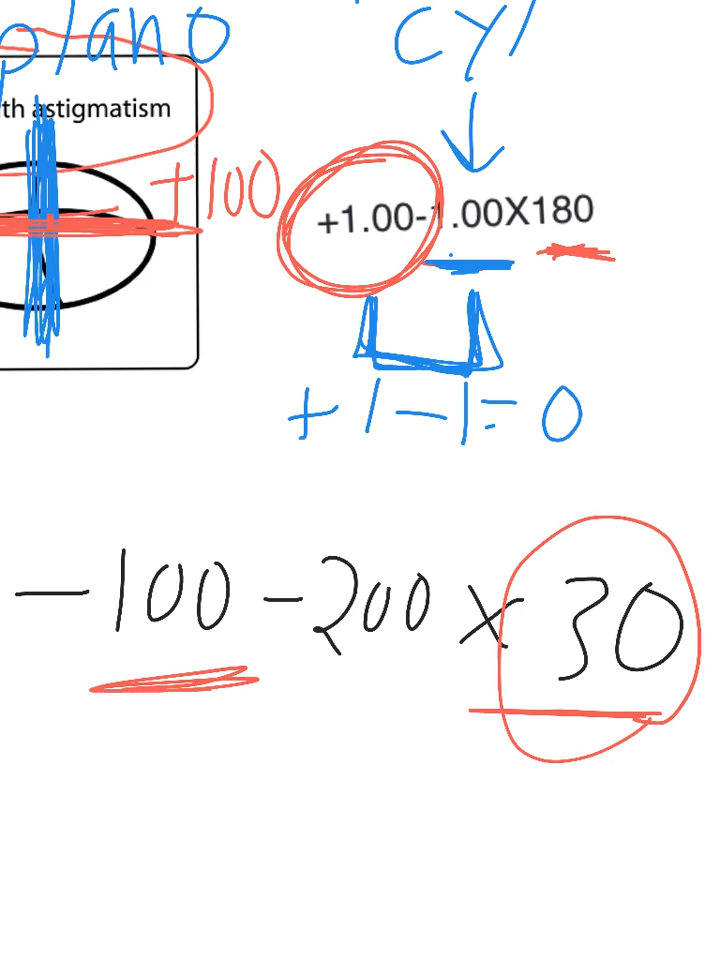 plano
cyl
th astigmatism
+100
+1.00-1.00X180
+1-1=0
-100-200 x 30